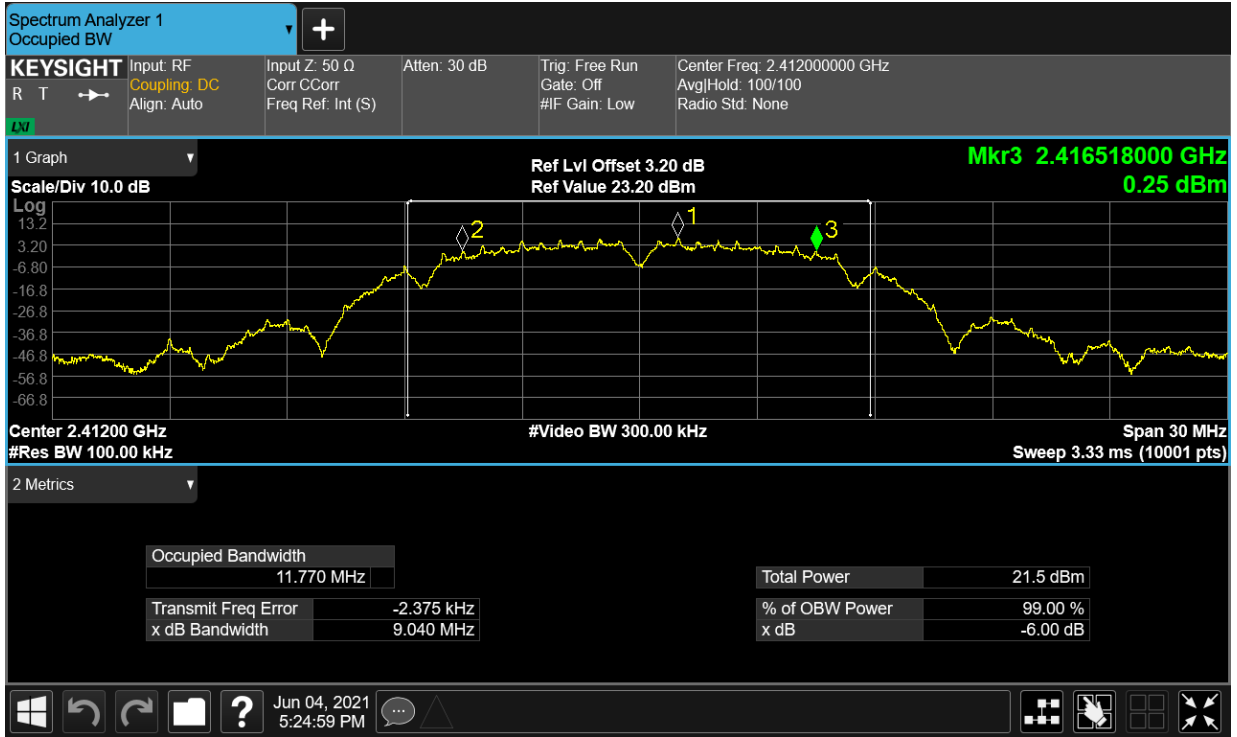 Spectrum Analyzer 1
Occupied BW
KEYSIGHT
R T
LXI
Input: RF
Coupling: DC
Align: Auto
Input Z: 50 Ω
Corr CCorr
Freq Ref: Int (S)
Atten: 30 dB
Trig: Free Run
Gate: Off
#IF Gain: Low
Center Freq: 2.412000000 GHz
Avg|Hold: 100/100
Radio Std: None
1 Graph
Ref Lvl Offset 3.20 dB
Mkr3 2.416518000 GHz
Scale/Div 10.0 dB
Ref Value 23.20 dBm
0.25 dBm
Log
13.2
3.20
-6.80
-16.8
-26.8
-36.8
-46.8
-56.8
-66.8
2
1
3
Center 2.41200 GHz
#Video BW 300.00 kHz
Span 30 MHz
#Res BW 100.00 kHz
Sweep 3.33 ms (10001 pts)
2 Metrics
Occupied Bandwidth
11.770 MHz
Total Power 21.5 dBm
Transmit Freq Error -2.375 kHz
% of OBW Power 99.00 %
x dB Bandwidth 9.040 MHz
x dB -6.00 dB
?
Jun 04, 2021
5:24:59 PM